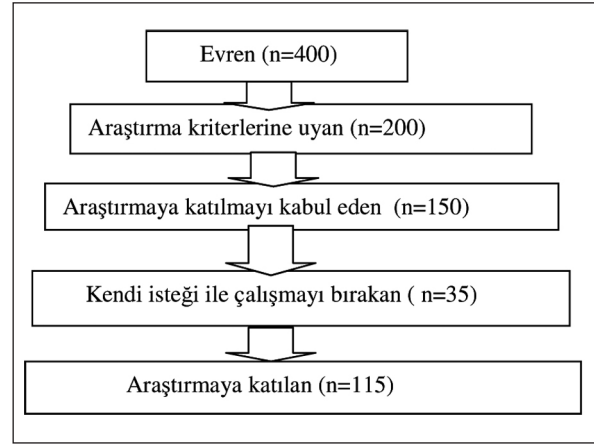 Evren (n=400)
Araştırma kriterlerine uyan (n=200)
Araştırmaya katılmayı kabul eden (n=150)
Kendi isteği ile çalışmayı bırakan ( n=35)
Araştırmaya katılan (n=115)